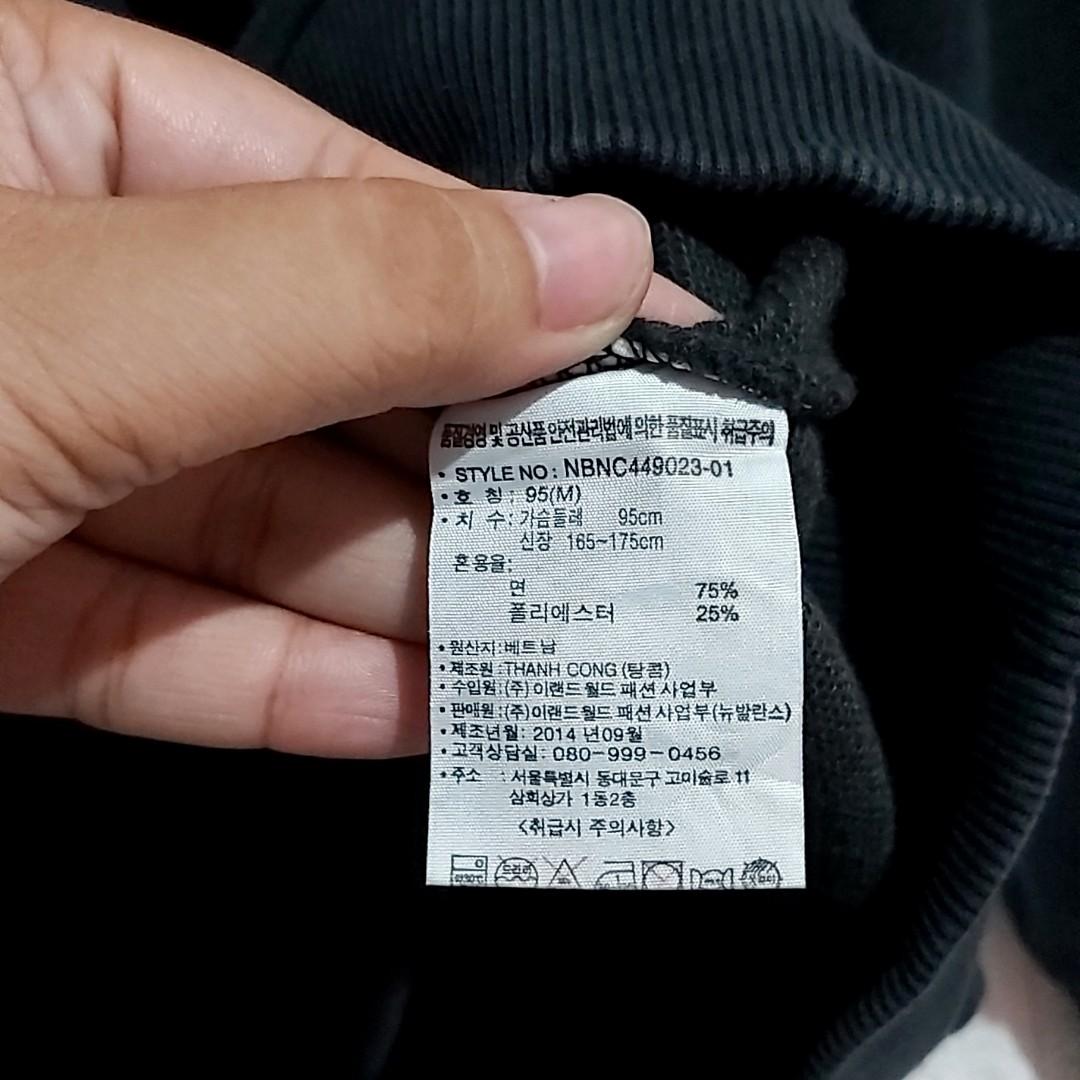 품질경영 및 공산품 안전관리법에 의한 품질표시 취급주의
• STYLE NO : NBNC449023-01
• 호 칭 : 95(M)
• 치 수 : 가슴둘레 95cm
신장 165~175cm
혼용율:
면 75%
폴리에스터 25%
• 원산지: 베트남
• 제조원: THANH CONG (탕콤)
• 수입원: (주)이랜드월드 패션사업부
• 판매원: (주)이랜드월드 패션사업부(뉴발란스)
• 제조년월: 2014 년09월
• 고객상담실: 080-999-0456
• 주소 : 서울특별시 동대문구 고미술로 11
삼희상가 1동2층
<취급시 주의사항>